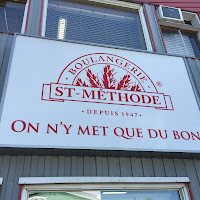 · BOULANGERIE ·
ST-MÉTHODE ®
· DEPUIS 1947 ·
ON N'Y MET QUE DU BON